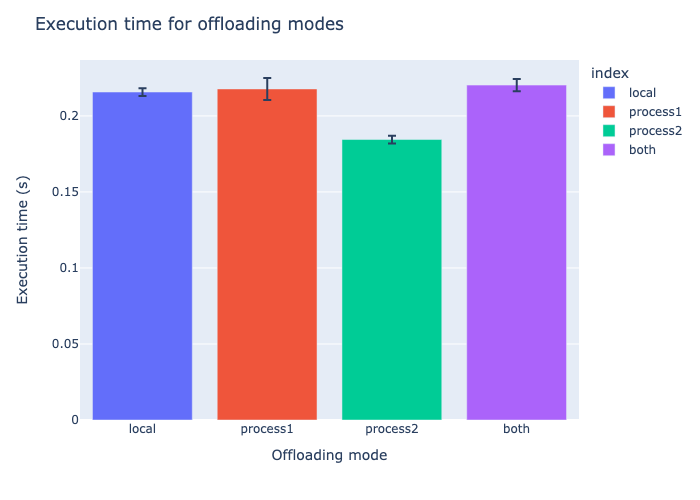 Execution time for offloading modes
index
local
process1
process2
both
Execution time (s)
0.2
0.15
0.1
0.05
0
local
process1
process2
both
Offloading mode